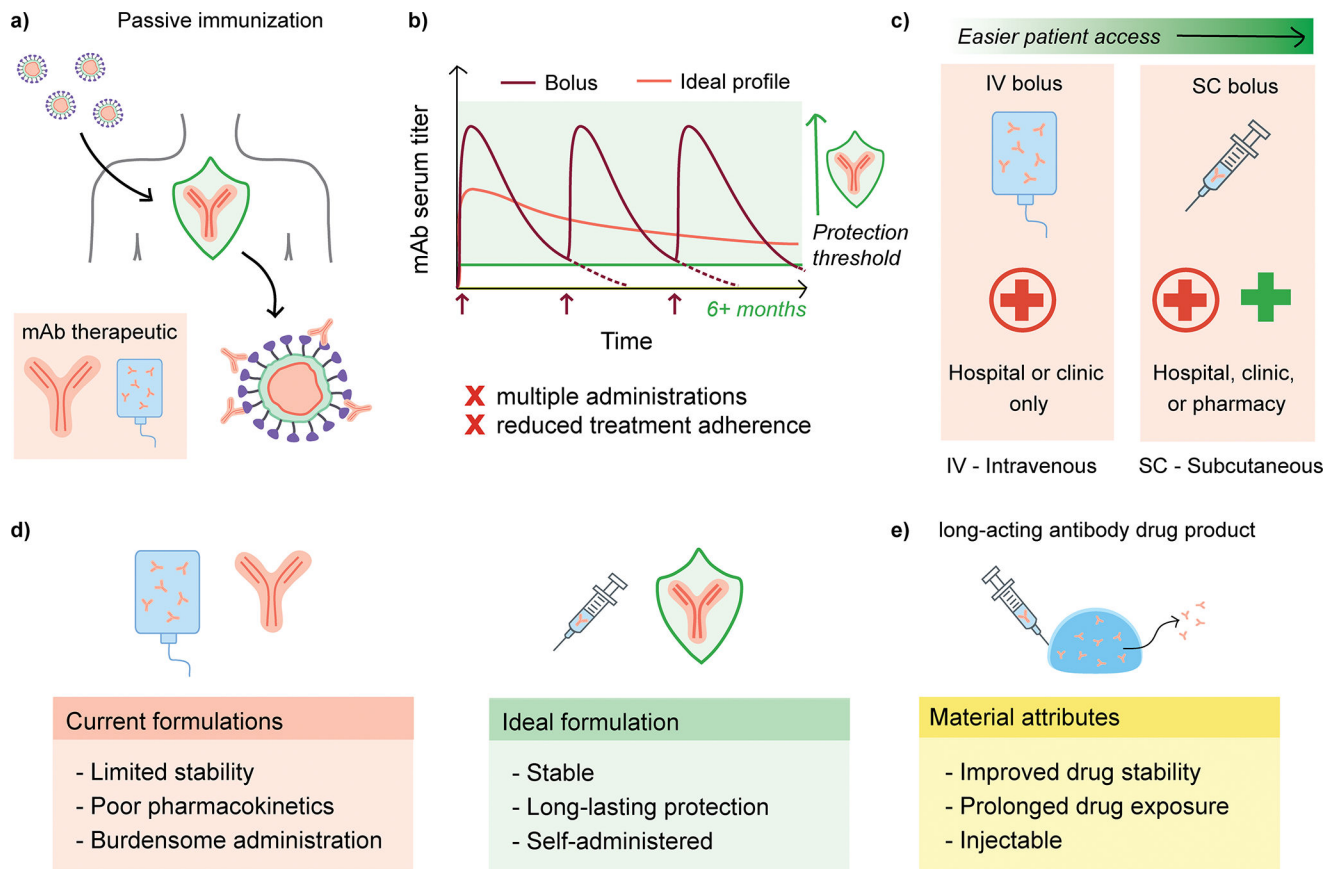 a)
Passive immunization
mAb therapeutic
b)
Bolus
Ideal profile
mAb serum titer
Protection
threshold
6+ months
Time
X multiple administrations
X reduced treatment adherence
c)
Easier patient access
IV bolus
Hospital or clinic
only
IV - Intravenous
SC bolus
Hospital, clinic,
or pharmacy
SC - Subcutaneous
d)
Current formulations
- Limited stability
- Poor pharmacokinetics
- Burdensome administration
Ideal formulation
- Stable
- Long-lasting protection
- Self-administered
e)
long-acting antibody drug product
Material attributes
- Improved drug stability
- Prolonged drug exposure
- Injectable